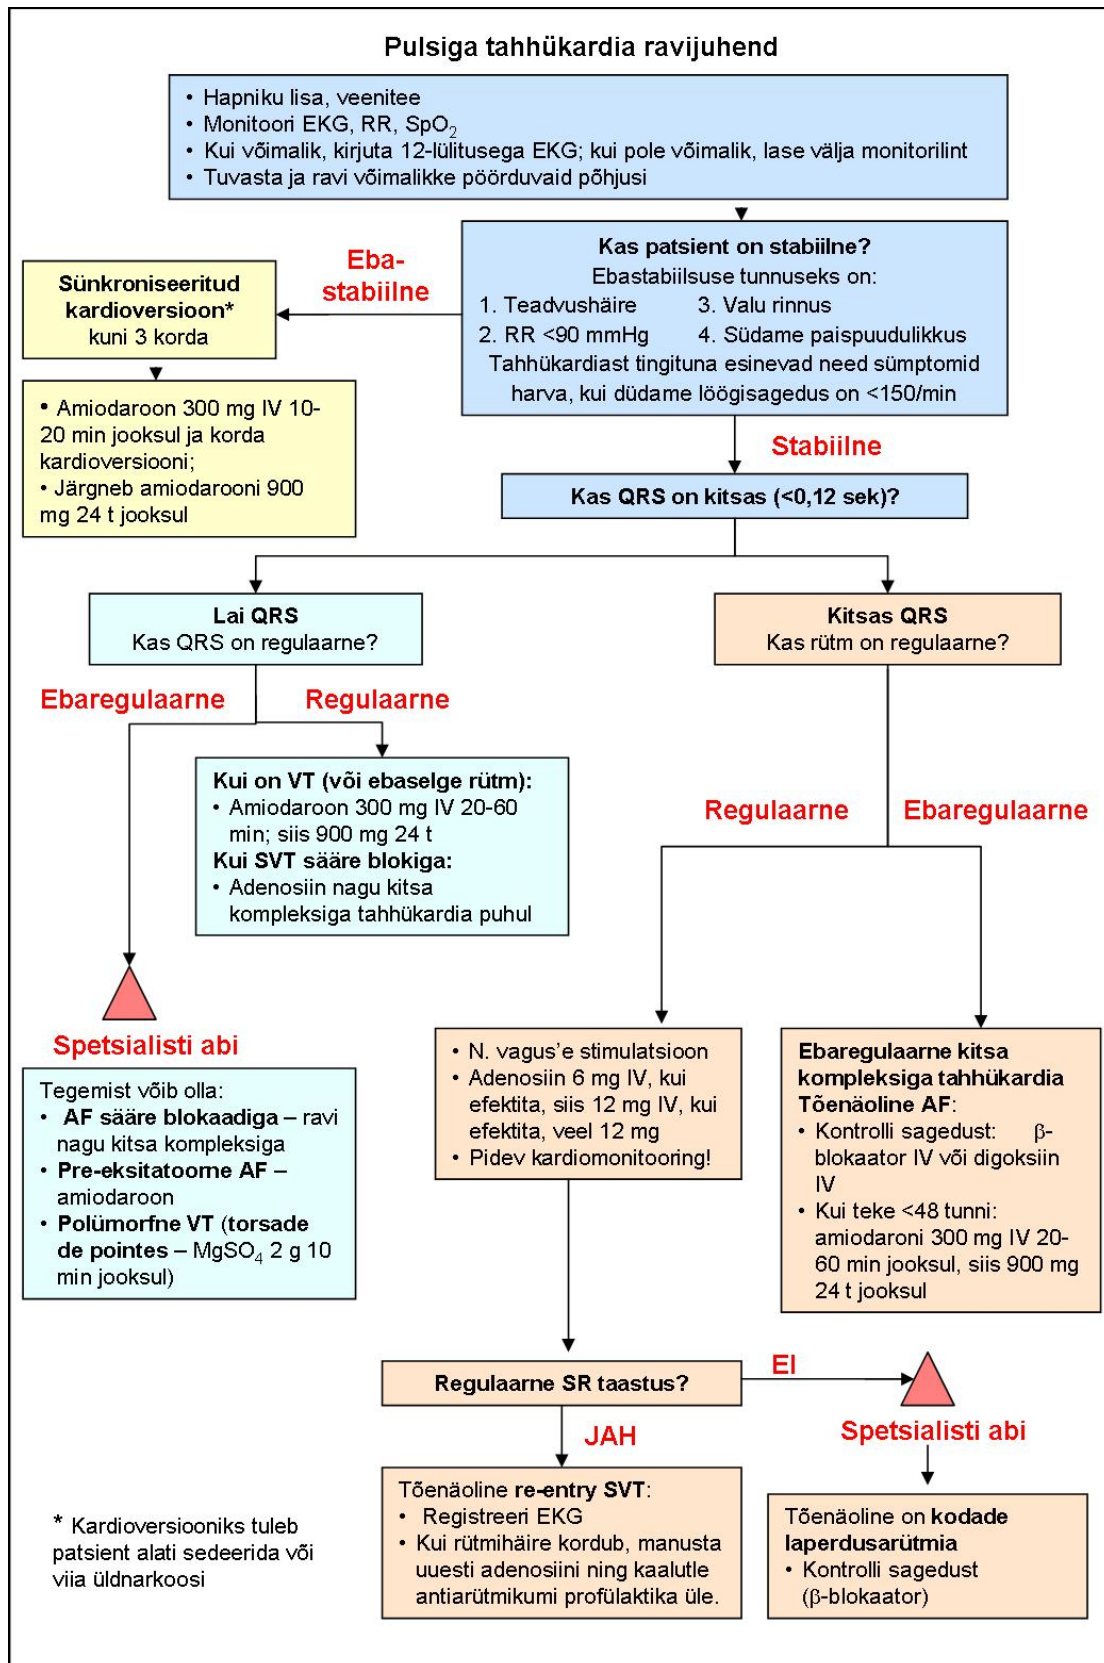 Pulsiga tahhükardia ravijuhend
• Hapniku lisa, veenitee
• Monitoori EKG, RR, SpO₂
• Kui võimalik, kirjuta 12-lülitusega EKG; kui pole võimalik, lase välja monitorilint
• Tuvasta ja ravi võimalikke pöörduvaid põhjusi
Kas patsient on stabiilne?
Ebastabiilsuse tunnuseks on:
1. Teadvushäire 3. Valu rinnus
2. RR <90 mmHg 4. Südame paispuudulikkus
Tahhükardiast tingituna esinevad need sümptomid
harva, kui düdame löögisagedus on <150/min
Eba-
stabiilne
Sünkroniseeritud
kardioversioon*
kuni 3 korda
• Amiodaroon 300 mg IV 10-
20 min jooksul ja korda
kardioversiooni;
• Järgneb amiodarooni 900
mg 24 t jooksul
Stabiilne
Kas QRS on kitsas (<0,12 sek)?
Lai QRS
Kas QRS on regulaarne?
Kitsas QRS
Kas rütm on regulaarne?
Ebaregulaarne
Regulaarne
Kui on VT (või ebaselge rütm):
• Amiodaroon 300 mg IV 20-60
min; siis 900 mg 24 t
Kui SVT sääre blokiga:
• Adenosiin nagu kitsa
kompleksiga tahhükardia puhul
Regulaarne
Ebaregulaarne
Spetsialisti abi
Tegemist võib olla:
• AF sääre blokaadiga – ravi
nagu kitsa kompleksiga
• Pre-eksitatoorne AF –
amiodaroon
• Polümorfne VT (torsade
de pointes – MgSO₄ 2 g 10
min jooksul)
• N. vagus’e stimulatsioon
• Adenosiin 6 mg IV, kui
efektita, siis 12 mg IV, kui
efektita, veel 12 mg
• Pidev kardiomonitooring!
Ebaregulaarne kitsa
kompleksiga tahhükardia
Tõenäoline AF:
• Kontrolli sagedust: β-
blokaator IV või digoksiin
IV
• Kui teke <48 tunni:
amiodaroni 300 mg IV 20-
60 min jooksul, siis 900 mg
24 t jooksul
Regulaarne SR taastus?
EI
JAH
Spetsialisti abi
Tõenäoline re-entry SVT:
• Registreeri EKG
• Kui rütmihäire kordub, manusta
uuesti adenosiini ning kaalutle
antiarütmikumi profülaktika üle.
Tõenäoline on kodade
laperdusarütmia
• Kontrolli sagedust
(β-blokaator)
* Kardioversiooniks tuleb
patsient alati sedeerida või
viia üldnarkoosi